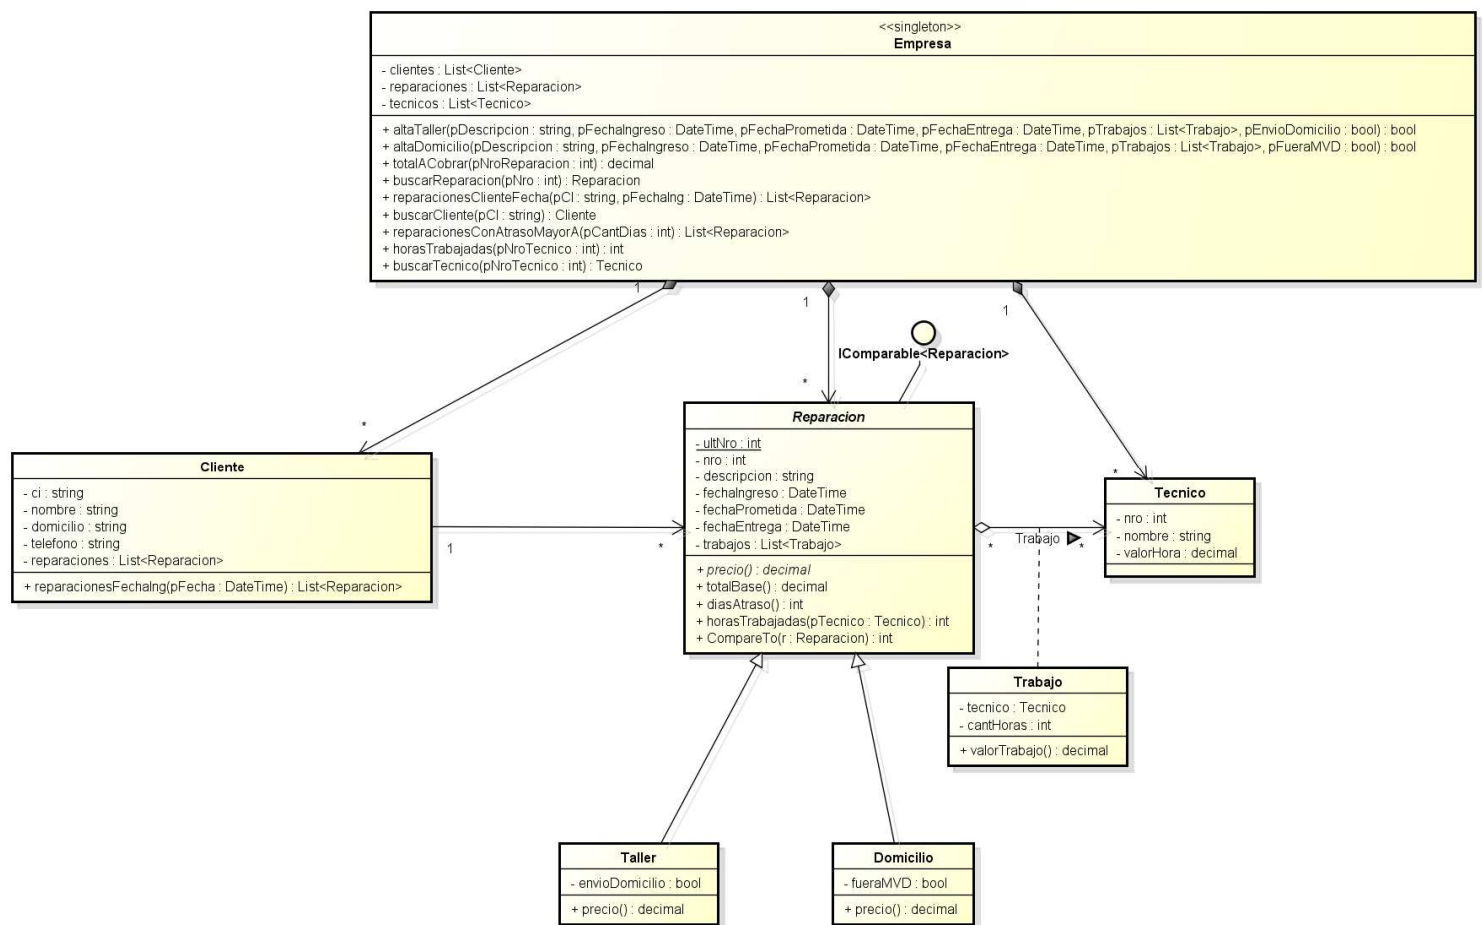 <<singleton>>
Empresa
- clientes : List<Cliente>
- reparaciones : List<Reparacion>
- tecnicos : List<Tecnico>
+ altaTaller(pDescripcion : string, pFechaIngreso : DateTime, pFechaPrometida : DateTime, pFechaEntrega : DateTime, pTrabajos : List<Trabajo>, pEnvioDomicilio : bool) : bool
+ altaDomicilio(pDescripcion : string, pFechaIngreso : DateTime, pFechaPrometida : DateTime, pFechaEntrega : DateTime, pTrabajos : List<Trabajo>, pFueraMVD : bool) : bool
+ totalACobrar(pNroReparacion : int) : decimal
+ buscarReparacion(pNro : int) : Reparacion
+ reparacionesClienteFecha(pCI : string, pFechaIng : DateTime) : List<Reparacion>
+ buscarCliente(pCI : string) : Cliente
+ reparacionesConAtrasoMayorA(pCantDias : int) : List<Reparacion>
+ horasTrabajadas(pNroTecnico : int) : int
+ buscarTecnico(pNroTecnico : int) : Tecnico
1
1
1
IComparable<Reparacion>
*
*
*
Cliente
- ci : string
- nombre : string
- domicilio : string
- telefono : string
- reparaciones : List<Reparacion>
+ reparacionesFechaIng(pFecha : DateTime) : List<Reparacion>
1
*
Reparacion
- ultNro : int
- nro : int
- descripcion : string
- fechaIngreso : DateTime
- fechaPrometida : DateTime
- fechaEntrega : DateTime
- trabajos : List<Trabajo>
+ precio() : decimal
+ totalBase() : decimal
+ diasAtraso() : int
+ horasTrabajadas(pTecnico : Tecnico) : int
+ CompareTo(r : Reparacion) : int
*
Trabajo
*
Tecnico
- nro : int
- nombre : string
- valorHora : decimal
Trabajo
- tecnico : Tecnico
- cantHoras : int
+ valorTrabajo() : decimal
Taller
- envioDomicilio : bool
+ precio() : decimal
Domicilio
- fueraMVD : bool
+ precio() : decimal